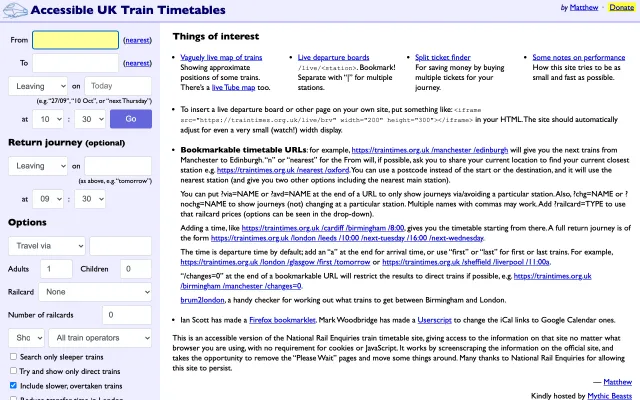 Accessible UK Train Timetables
by Matthew · Donate
From (nearest)
To (nearest)
Leaving on Today
(e.g. "27/09", "10 Oct", or "next Thursday")
at 10 : 30 Go
Return journey (optional)
Leaving on
(as above, e.g. "tomorrow")
at 09 : 30
Options
Travel via
Adults 1 Children 0
Railcard None
Number of railcards 0
Sho All train operators
Search only sleeper trains
Try and show only direct trains
Include slower, overtaken trains
Reduce transfer time in London
Things of interest
• Vaguely live map of trains
Showing approximate
positions of some trains.
There's a live Tube map too.
• Live departure boards
/live/<station>. Bookmark!
Separate with "|" for multiple
stations.
• Split ticket finder
For saving money by buying
multiple tickets for your
journey.
• Some notes on performance
How this site tries to be as
small and fast as possible.
• To insert a live departure board or other page on your own site, put something like: <iframe
src="https://traintimes.org.uk/live/brv" width="200" height="300"></iframe> in your HTML. The site should automatically
adjust for even a very small (watch!) width display.
• Bookmarkable timetable URLs: for example, https://traintimes.org.uk /manchester /edinburgh will give you the next trains from
Manchester to Edinburgh. "n" or "nearest" for the From will, if possible, ask you to share your current location to find your current closest
station e.g. https://traintimes.org.uk /nearest /oxford. You can use a postcode instead of the start or the destination, and it will use the
nearest station (and give you two other options including the nearest main station).
You can put ?via=NAME or ?avd=NAME at the end of a URL to only show journeys via/avoiding a particular station. Also, ?chg=NAME or ?
nochg=NAME to show journeys (not) changing at a particular station. Multiple names with commas may work. Add ?railcard=TYPE to use
that railcard prices (options can be seen in the drop-down).
Adding a time, like https://traintimes.org.uk /cardiff /birmingham /8:00, gives you the timetable starting from there. A full return journey is of
the form https://traintimes.org.uk /london /leeds /10:00 /next-tuesday /16:00 /next-wednesday.
The time is departure time by default; add an "a" at the end for arrival time, or use "first" or "last" for first or last trains. For example,
https://traintimes.org.uk /london /glasgow /first /tomorrow or https://traintimes.org.uk /sheffield /liverpool /11:00a.
"/changes=0" at the end of a bookmarkable URL will restrict the results to direct trains if possible, e.g. https://traintimes.org.uk
/birmingham /manchester /changes=0.
brum2london, a handy checker for working out what trains to get between Birmingham and London.
• Ian Scott has made a Firefox bookmarklet, Mark Woodbridge has made a Userscript to change the iCal links to Google Calendar ones.
This is an accessible version of the National Rail Enquiries train timetable site, giving access to the information on that site no matter what
browser you are using, with no requirement for cookies or JavaScript. It works by screenscraping the information on the official site, and
takes the opportunity to remove the "Please Wait" pages and move some things around. Many thanks to National Rail Enquiries for allowing
this site to persist.
— Matthew
Kindly hosted by Mythic Beasts